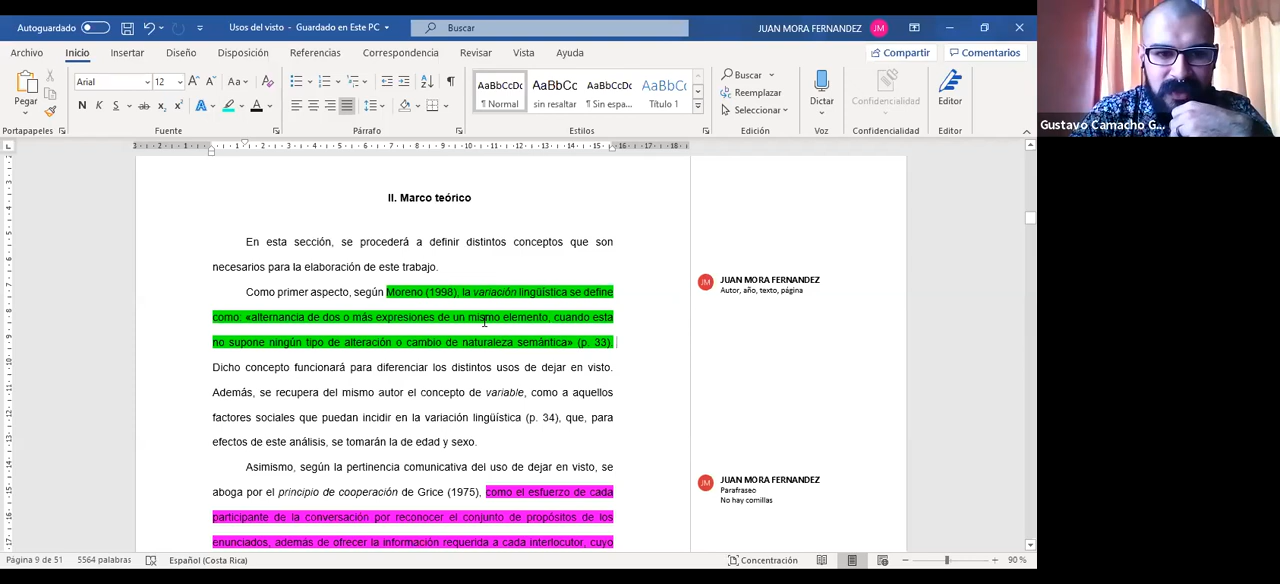 Autoguardado
Usos del visto - Guardado en Este PC
Buscar
JUAN MORA FERNANDEZ
JM
Archivo Inicio Insertar Diseño Disposición Referencias Correspondencia Revisar Vista Ayuda
Compartir Comentarios
Arial 12
Aa
AaBbCcDc AaBbCc AaBbCcDc AaBbCc
¶ Normal sin resaltar ¶ Sin espa... Título 1
Pegar
N K S ab x₂ x² A A
Buscar
Reemplazar
Seleccionar
Dictar
Confidencialidad
Editor
Portapapeles Fuente Párrafo Estilos Edición Voz Confidencialidad Editor
Gustavo Camacho G...
II. Marco teórico
En esta sección, se procederá a definir distintos conceptos que son
necesarios para la elaboración de este trabajo.
Como primer aspecto, según Moreno (1998), la variación lingüística se define
como: «alternancia de dos o más expresiones de un mismo elemento, cuando esta
no supone ningún tipo de alteración o cambio de naturaleza semántica» (p. 33).
Dicho concepto funcionará para diferenciar los distintos usos de dejar en visto.
Además, se recupera del mismo autor el concepto de variable, como a aquellos
factores sociales que puedan incidir en la variación lingüística (p. 34), que, para
efectos de este análisis, se tomarán la de edad y sexo.
Asimismo, según la pertinencia comunicativa del uso de dejar en visto, se
aboga por el principio de cooperación de Grice (1975), como el esfuerzo de cada
participante de la conversación por reconocer el conjunto de propósitos de los
enunciados, además de ofrecer la información requerida a cada interlocutor, cuyo
JM JUAN MORA FERNANDEZ
Autor, año, texto, página
JM JUAN MORA FERNANDEZ
Parafraseo
No hay comillas
Página 9 de 51 5564 palabras Español (Costa Rica)
Concentración
90 %